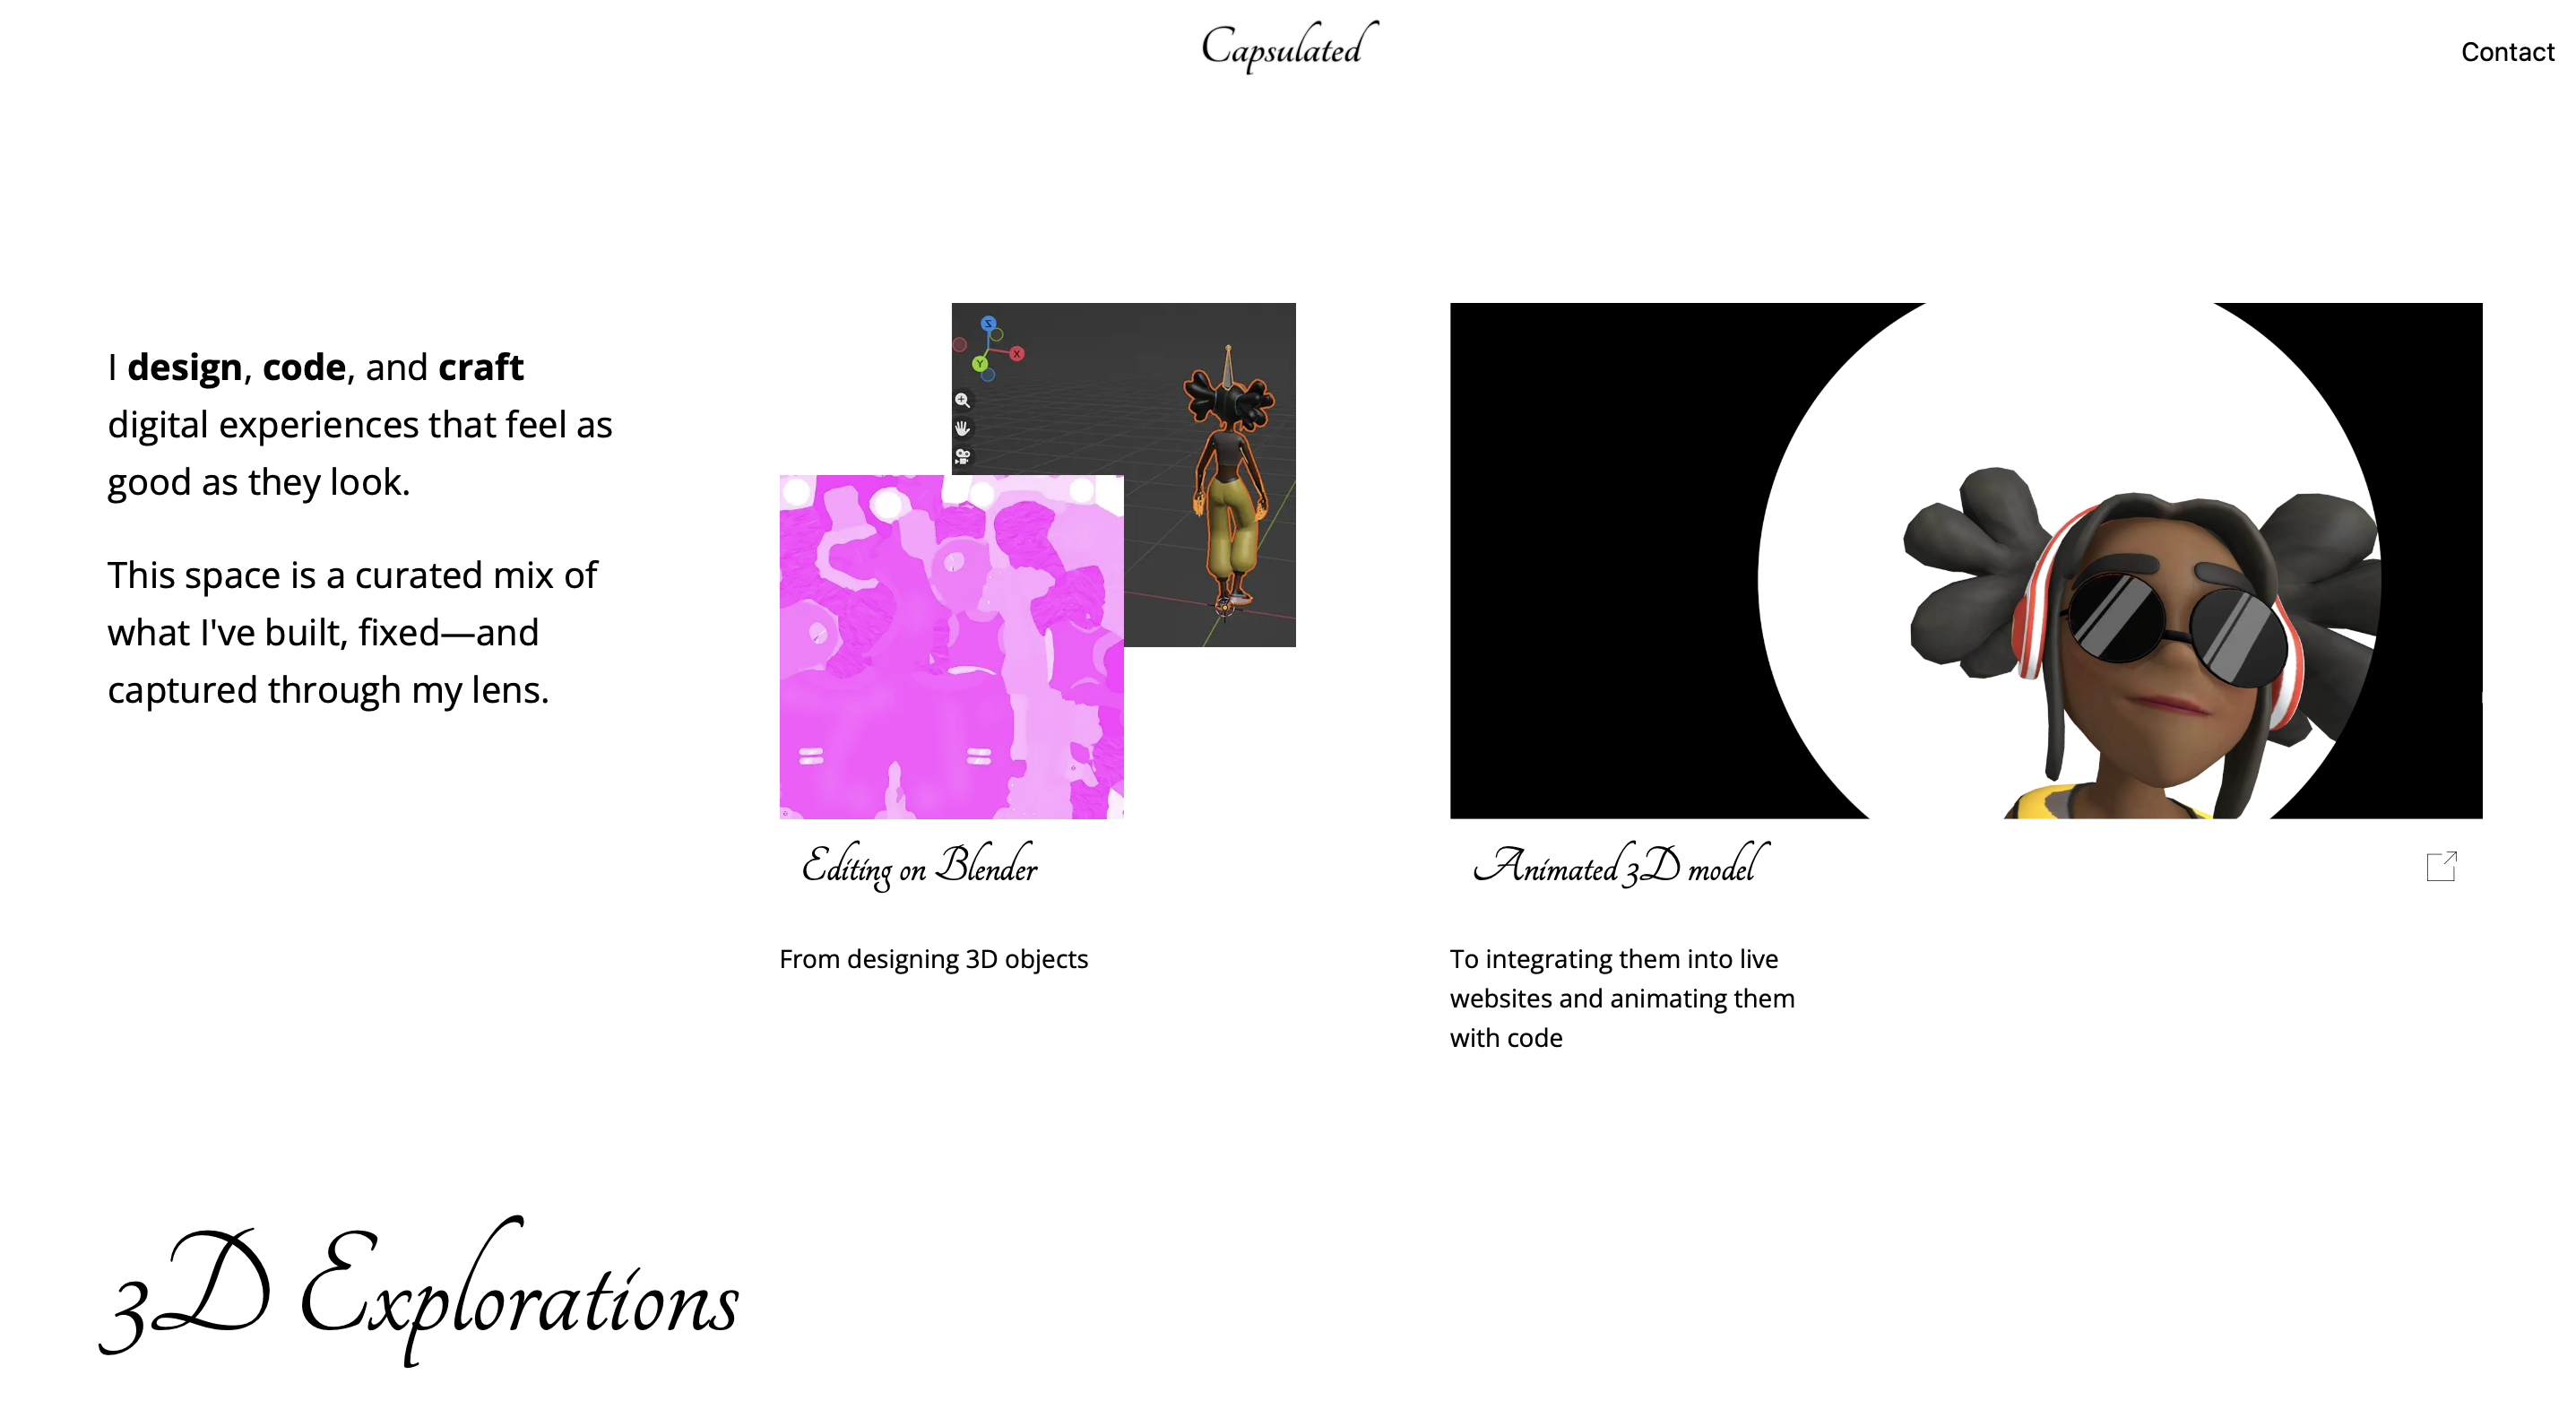 Capsulated
Contact
I design, code, and craft
digital experiences that feel as
good as they look.
This space is a curated mix of
what I've built, fixed—and
captured through my lens.
Z
X
Y
Editing on Blender
Animated 3D model
From designing 3D objects
To integrating them into live
websites and animating them
with code
3D Explorations